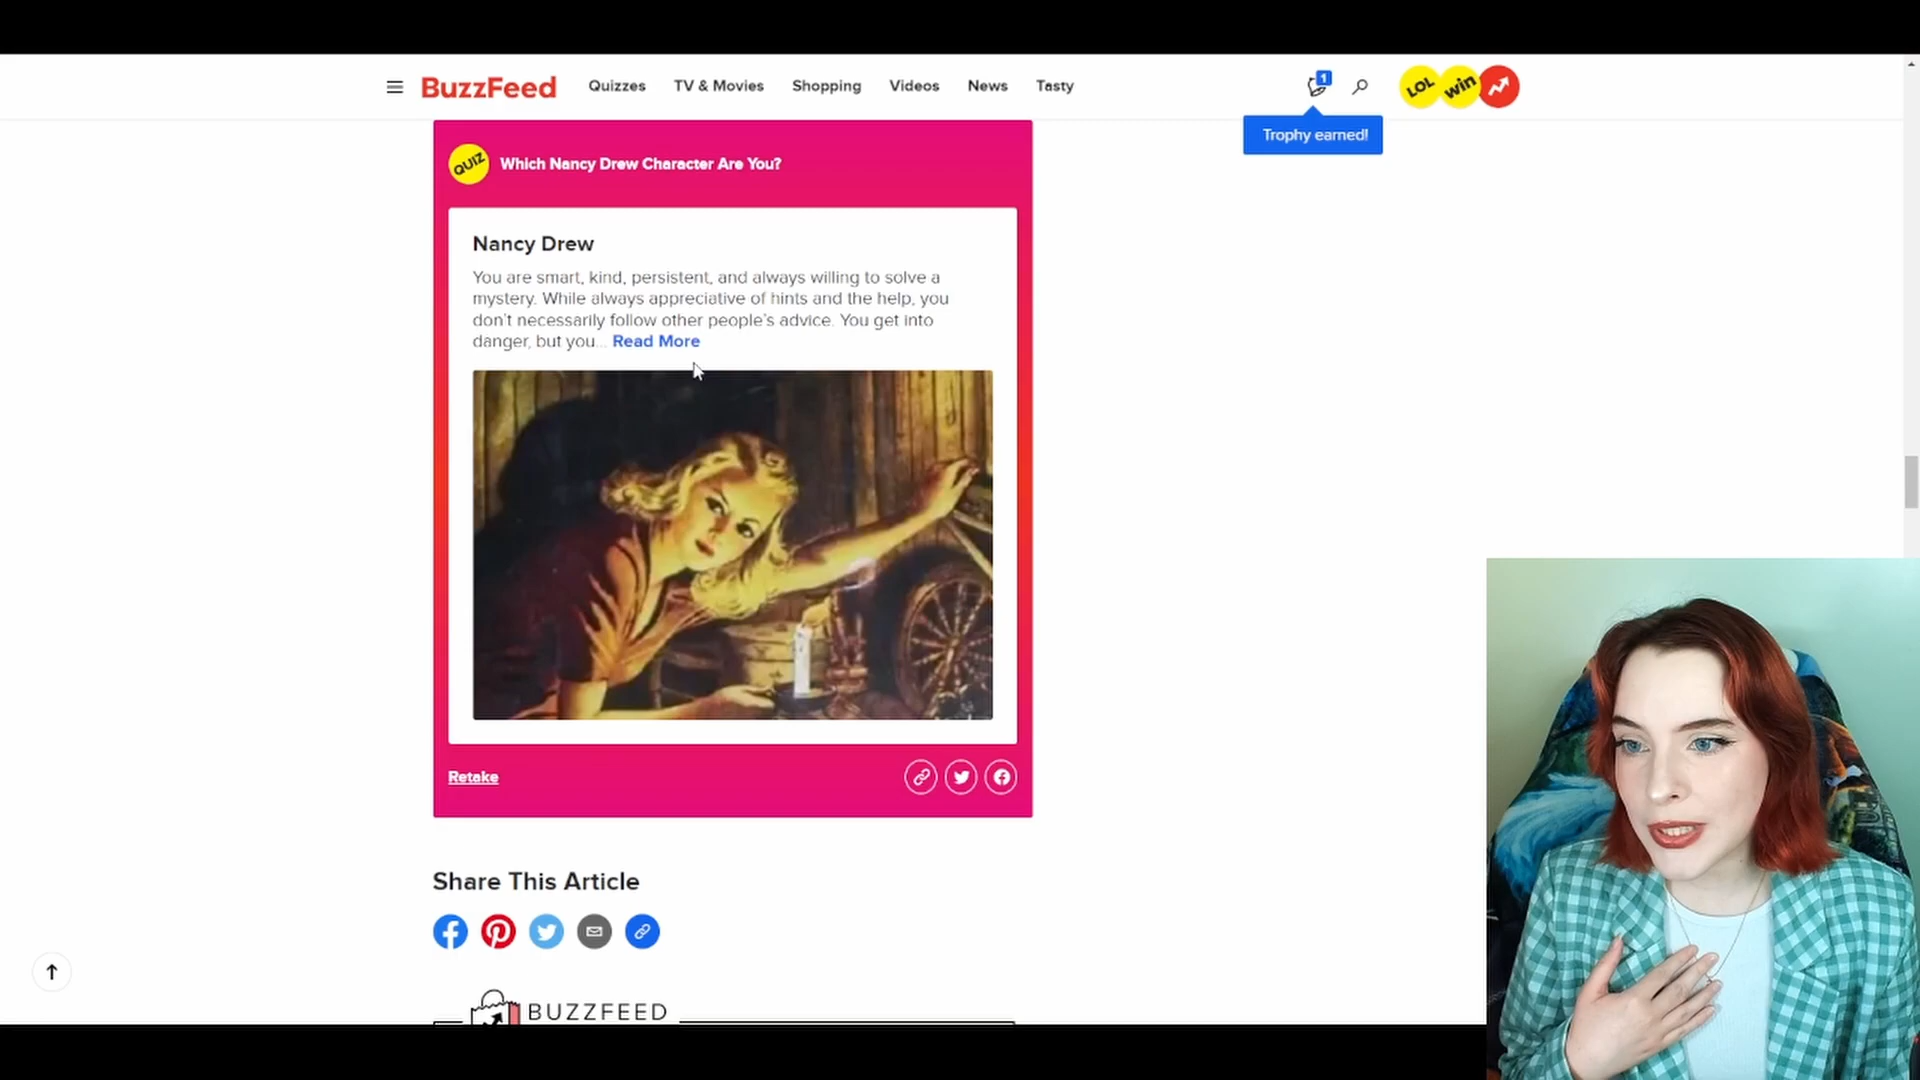 BuzzFeed
Quizzes
TV & Movies
Shopping
Videos
News
Tasty
1
LOL
win
Trophy earned!
QUIZ
Which Nancy Drew Character Are You?
Nancy Drew
You are smart, kind, persistent, and always willing to solve a
mystery. While always appreciative of hints and the help, you
don't necessarily follow other people's advice. You get into
danger, but you... Read More
Retake
Share This Article
BUZZFEED